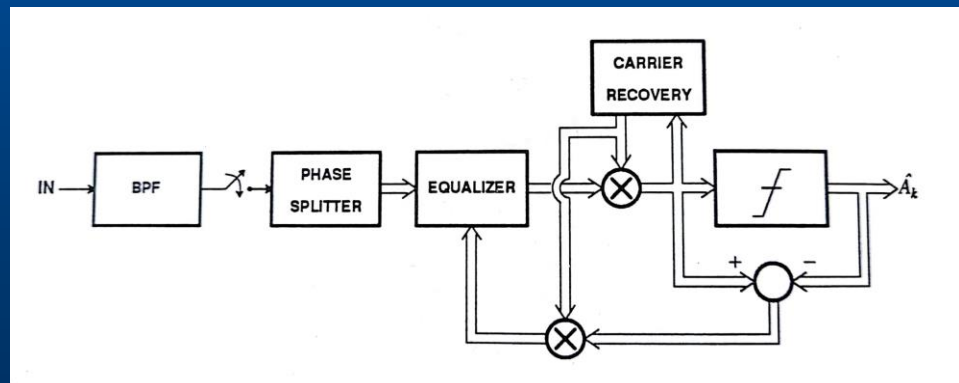 CARRIER
RECOVERY
IN
BPF
PHASE
SPLITTER
EQUALIZER
Â_k
+
−